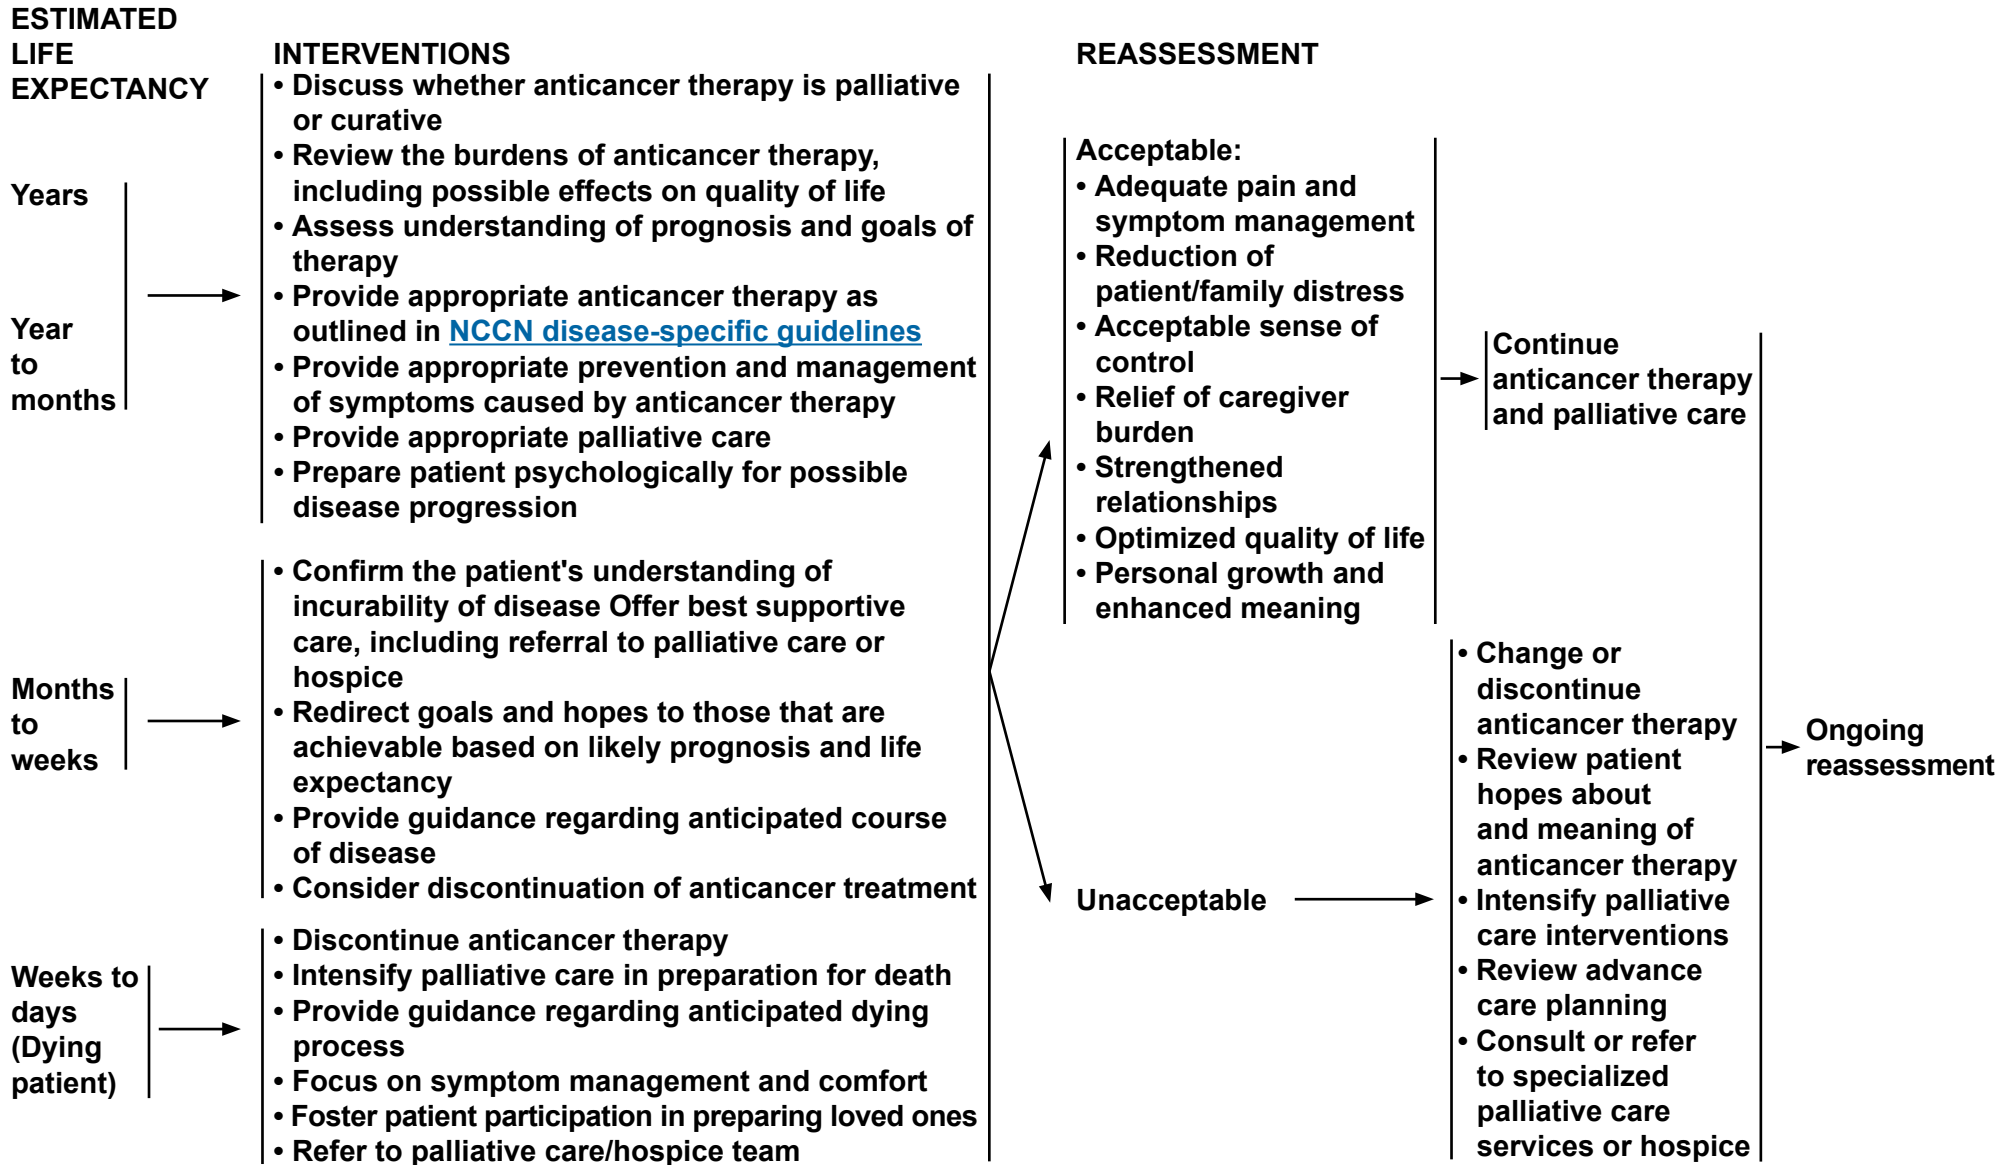 ESTIMATED
LIFE
EXPECTANCY
Years
Year
to
months
Months
to
weeks
Weeks to
days
(Dying
patient)
INTERVENTIONS
• Discuss whether anticancer therapy is palliative
or curative
• Review the burdens of anticancer therapy,
including possible effects on quality of life
• Assess understanding of prognosis and goals of
therapy
• Provide appropriate anticancer therapy as
outlined in NCCN disease-specific guidelines
• Provide appropriate prevention and management
of symptoms caused by anticancer therapy
• Provide appropriate palliative care
• Prepare patient psychologically for possible
disease progression
• Confirm the patient's understanding of
incurability of disease Offer best supportive
care, including referral to palliative care or
hospice
• Redirect goals and hopes to those that are
achievable based on likely prognosis and life
expectancy
• Provide guidance regarding anticipated course
of disease
• Consider discontinuation of anticancer treatment
• Discontinue anticancer therapy
• Intensify palliative care in preparation for death
• Provide guidance regarding anticipated dying
process
• Focus on symptom management and comfort
• Foster patient participation in preparing loved ones
• Refer to palliative care/hospice team
REASSESSMENT
Acceptable:
• Adequate pain and
symptom management
• Reduction of
patient/family distress
• Acceptable sense of
control
• Relief of caregiver
burden
• Strengthened
relationships
• Optimized quality of life
• Personal growth and
enhanced meaning
Unacceptable
Continue
anticancer therapy
and palliative care
• Change or
discontinue
anticancer therapy
• Review patient
hopes about
and meaning of
anticancer therapy
• Intensify palliative
care interventions
• Review advance
care planning
• Consult or refer
to specialized
palliative care
services or hospice
Ongoing
reassessment